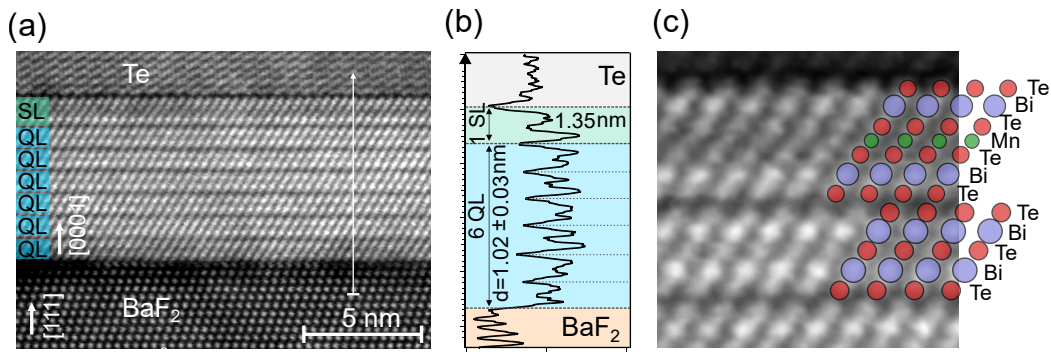 (a)
Te
SL
QL
QL
QL
QL
QL
QL
[0001]
[111]
BaF2
5 nm
(b)
Te
1 SL
1.35nm
6 QL
d=1.02 ±0.03nm
BaF2
(c)
Te
Bi
Te
Mn
Te
Bi
Te
Te
Bi
Te
Bi
Te